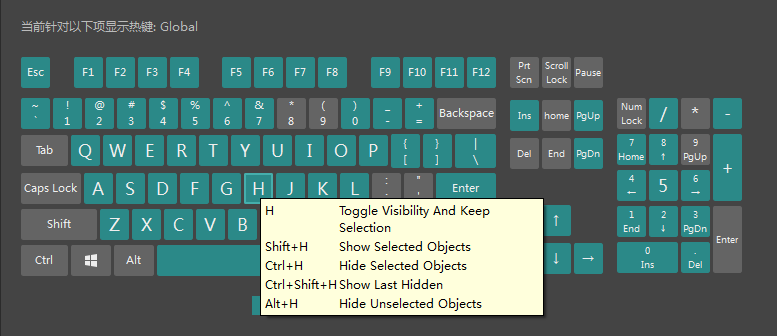 当前针对以下项显示热键: Global
Esc F1 F2 F3 F4 F5 F6 F7 F8 F9 F10 F11 F12 Prt Scn Scroll Lock Pause
~ ` ! 1 @ 2 # 3 $ 4 % 5 ^ 6 & 7 * 8 ( 9 ) 0 _ - + = Backspace Ins home PgUp Num Lock / * -
Tab Q W E R T Y U I O P { [ } ] | \ Del End PgDn 7 Home 8 ↑ 9 PgUp +
Caps Lock A S D F G H J K L : ; " ' Enter 4 ← 5 6 →
Shift Z X C V B ↑ 1 End 2 ↓ 3 PgDn Enter
Ctrl Alt ↓ → 0 Ins . Del
H Toggle Visibility And Keep
Selection
Shift+H Show Selected Objects
Ctrl+H Hide Selected Objects
Ctrl+Shift+H Show Last Hidden
Alt+H Hide Unselected Objects